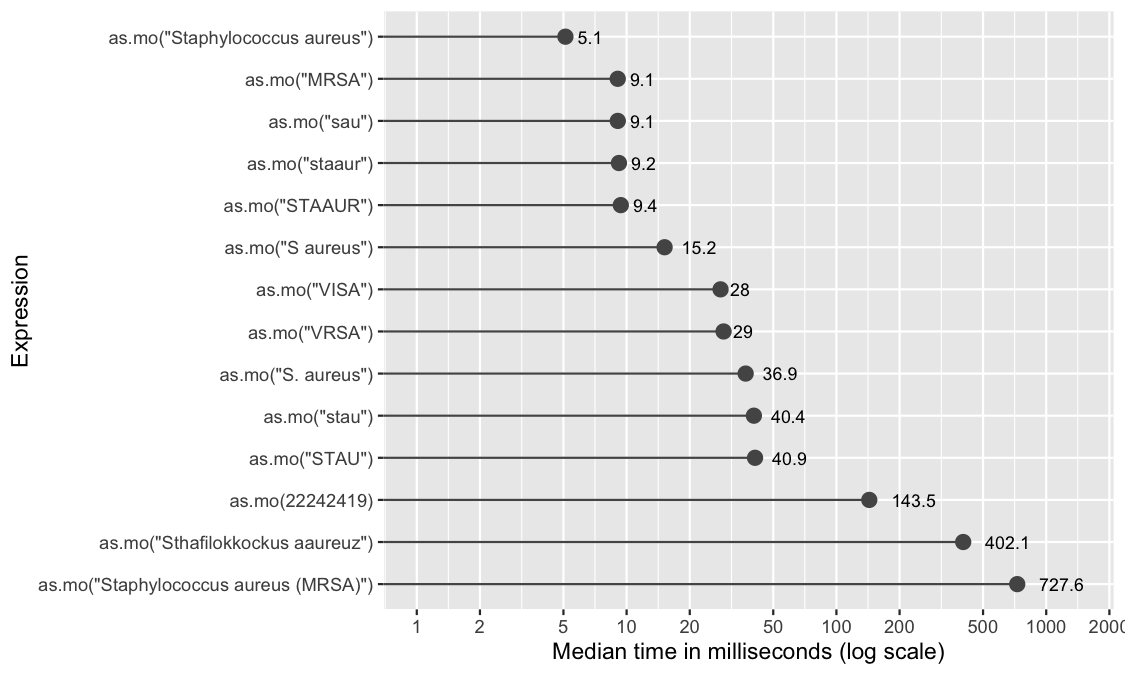 as.mo("Staphylococcus aureus") 5.1
as.mo("MRSA") 9.1
as.mo("sau") 9.1
as.mo("staaur") 9.2
as.mo("STAAUR") 9.4
as.mo("S aureus") 15.2
as.mo("VISA") 28
as.mo("VRSA") 29
as.mo("S. aureus") 36.9
as.mo("stau") 40.4
as.mo("STAU") 40.9
as.mo(22242419) 143.5
as.mo("Sthafilokkockus aaureuz") 402.1
as.mo("Staphylococcus aureus (MRSA)") 727.6
Expression
1 2 5 10 20 50 100 200 500 1000 2000
Median time in milliseconds (log scale)